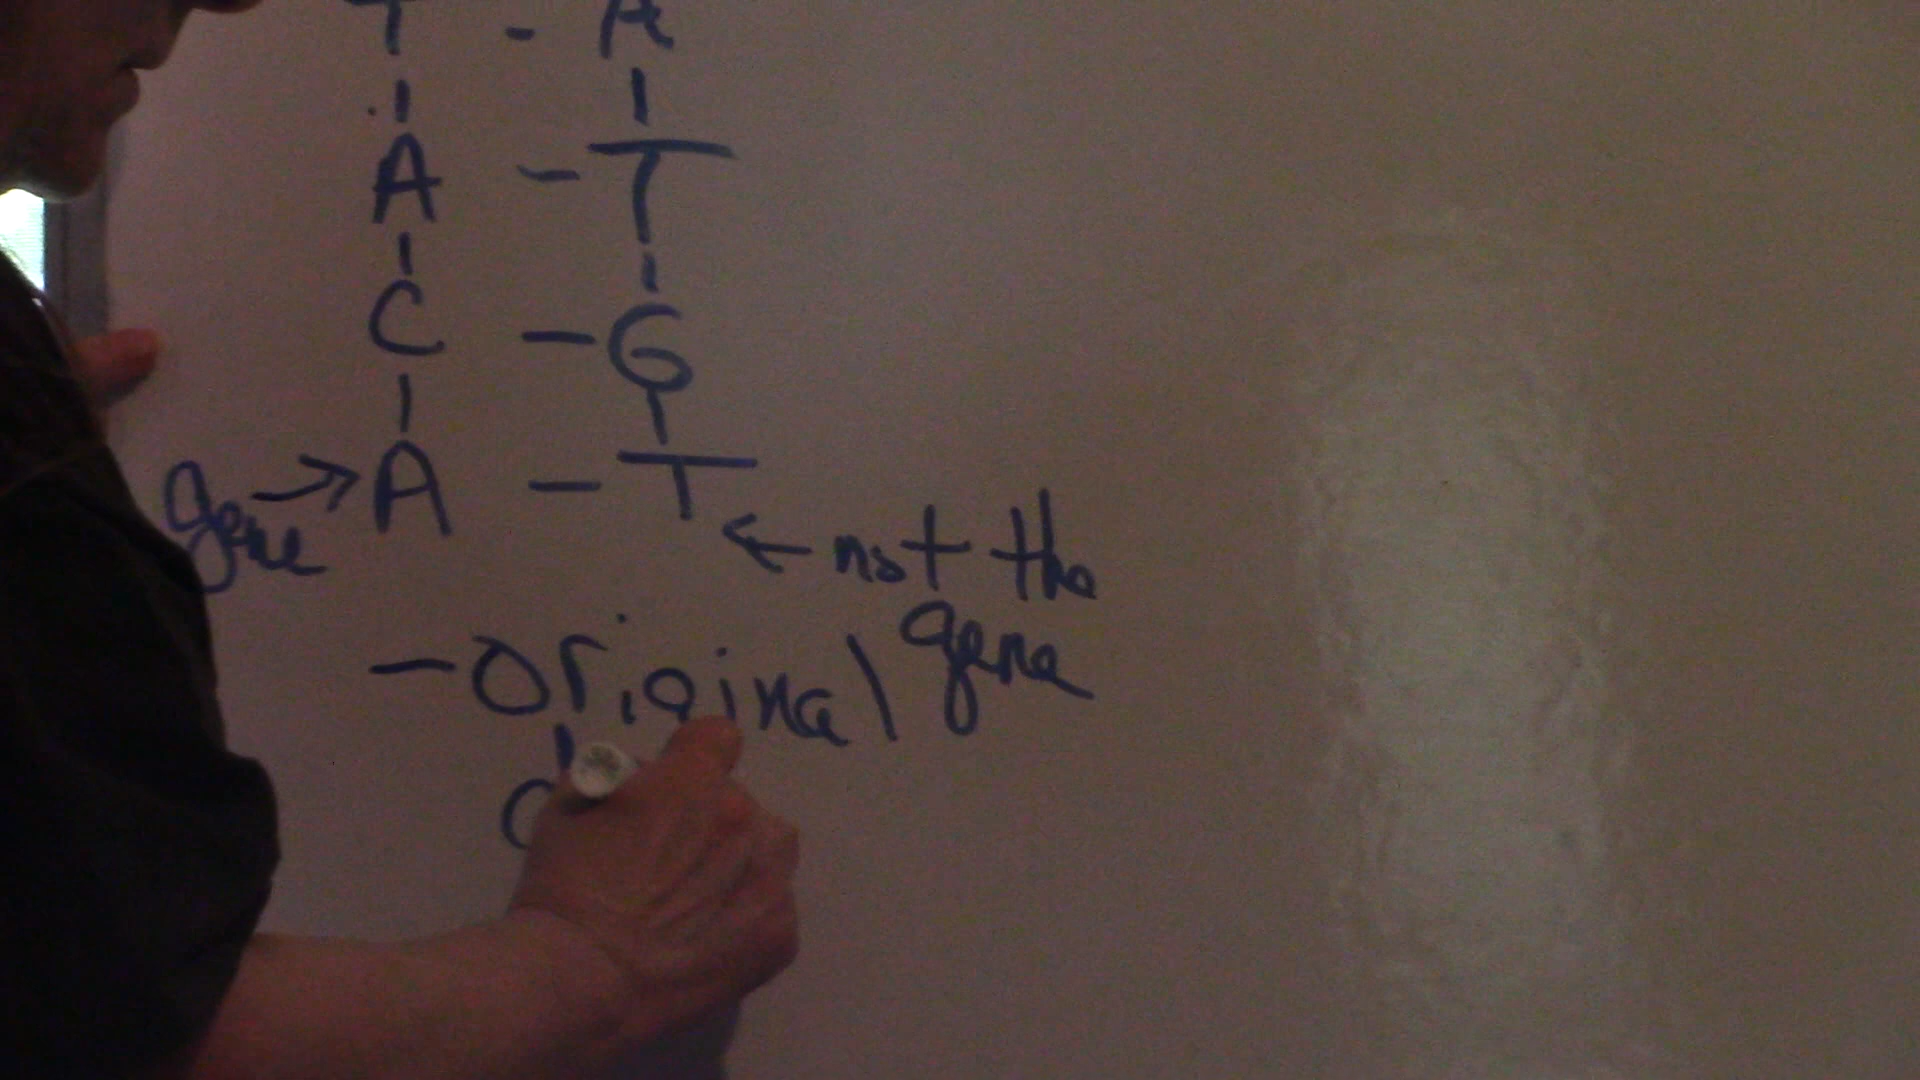 T - A
A - T
C - G
gene → A - T
← not the
gene
- Original